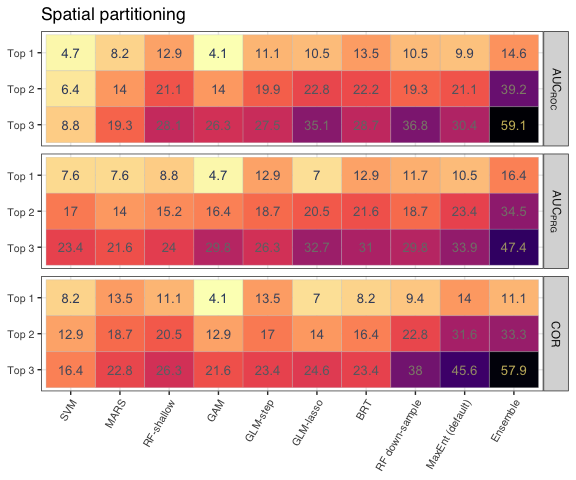 Spatial partitioning
Top 1 4.7 8.2 12.9 4.1 11.1 10.5 13.5 10.5 9.9 14.6
Top 2 6.4 14 21.1 14 19.9 22.8 22.2 19.3 21.1 39.2
Top 3 8.8 19.3 35.1 36.8 30.4 59.1
AUCROC
Top 1 7.6 7.6 8.8 4.7 12.9 7 12.9 11.7 10.5 16.4
Top 2 17 14 15.2 16.4 18.7 20.5 21.6 18.7 23.4 34.5
Top 3 23.4 21.6 24 29.8 26.3 32.7 31 29.8 33.9 47.4
AUCPRG
Top 1 8.2 13.5 11.1 4.1 13.5 7 8.2 9.4 14 11.1
Top 2 12.9 18.7 20.5 12.9 17 14 16.4 22.8 31.6 33.3
Top 3 16.4 22.8 26.3 21.6 23.4 24.6 23.4 38 45.6 57.9
COR
SVM
MARS
RF-shallow
GAM
GLM-step
GLM-lasso
BRT
RF down-sample
MaxEnt (default)
Ensemble